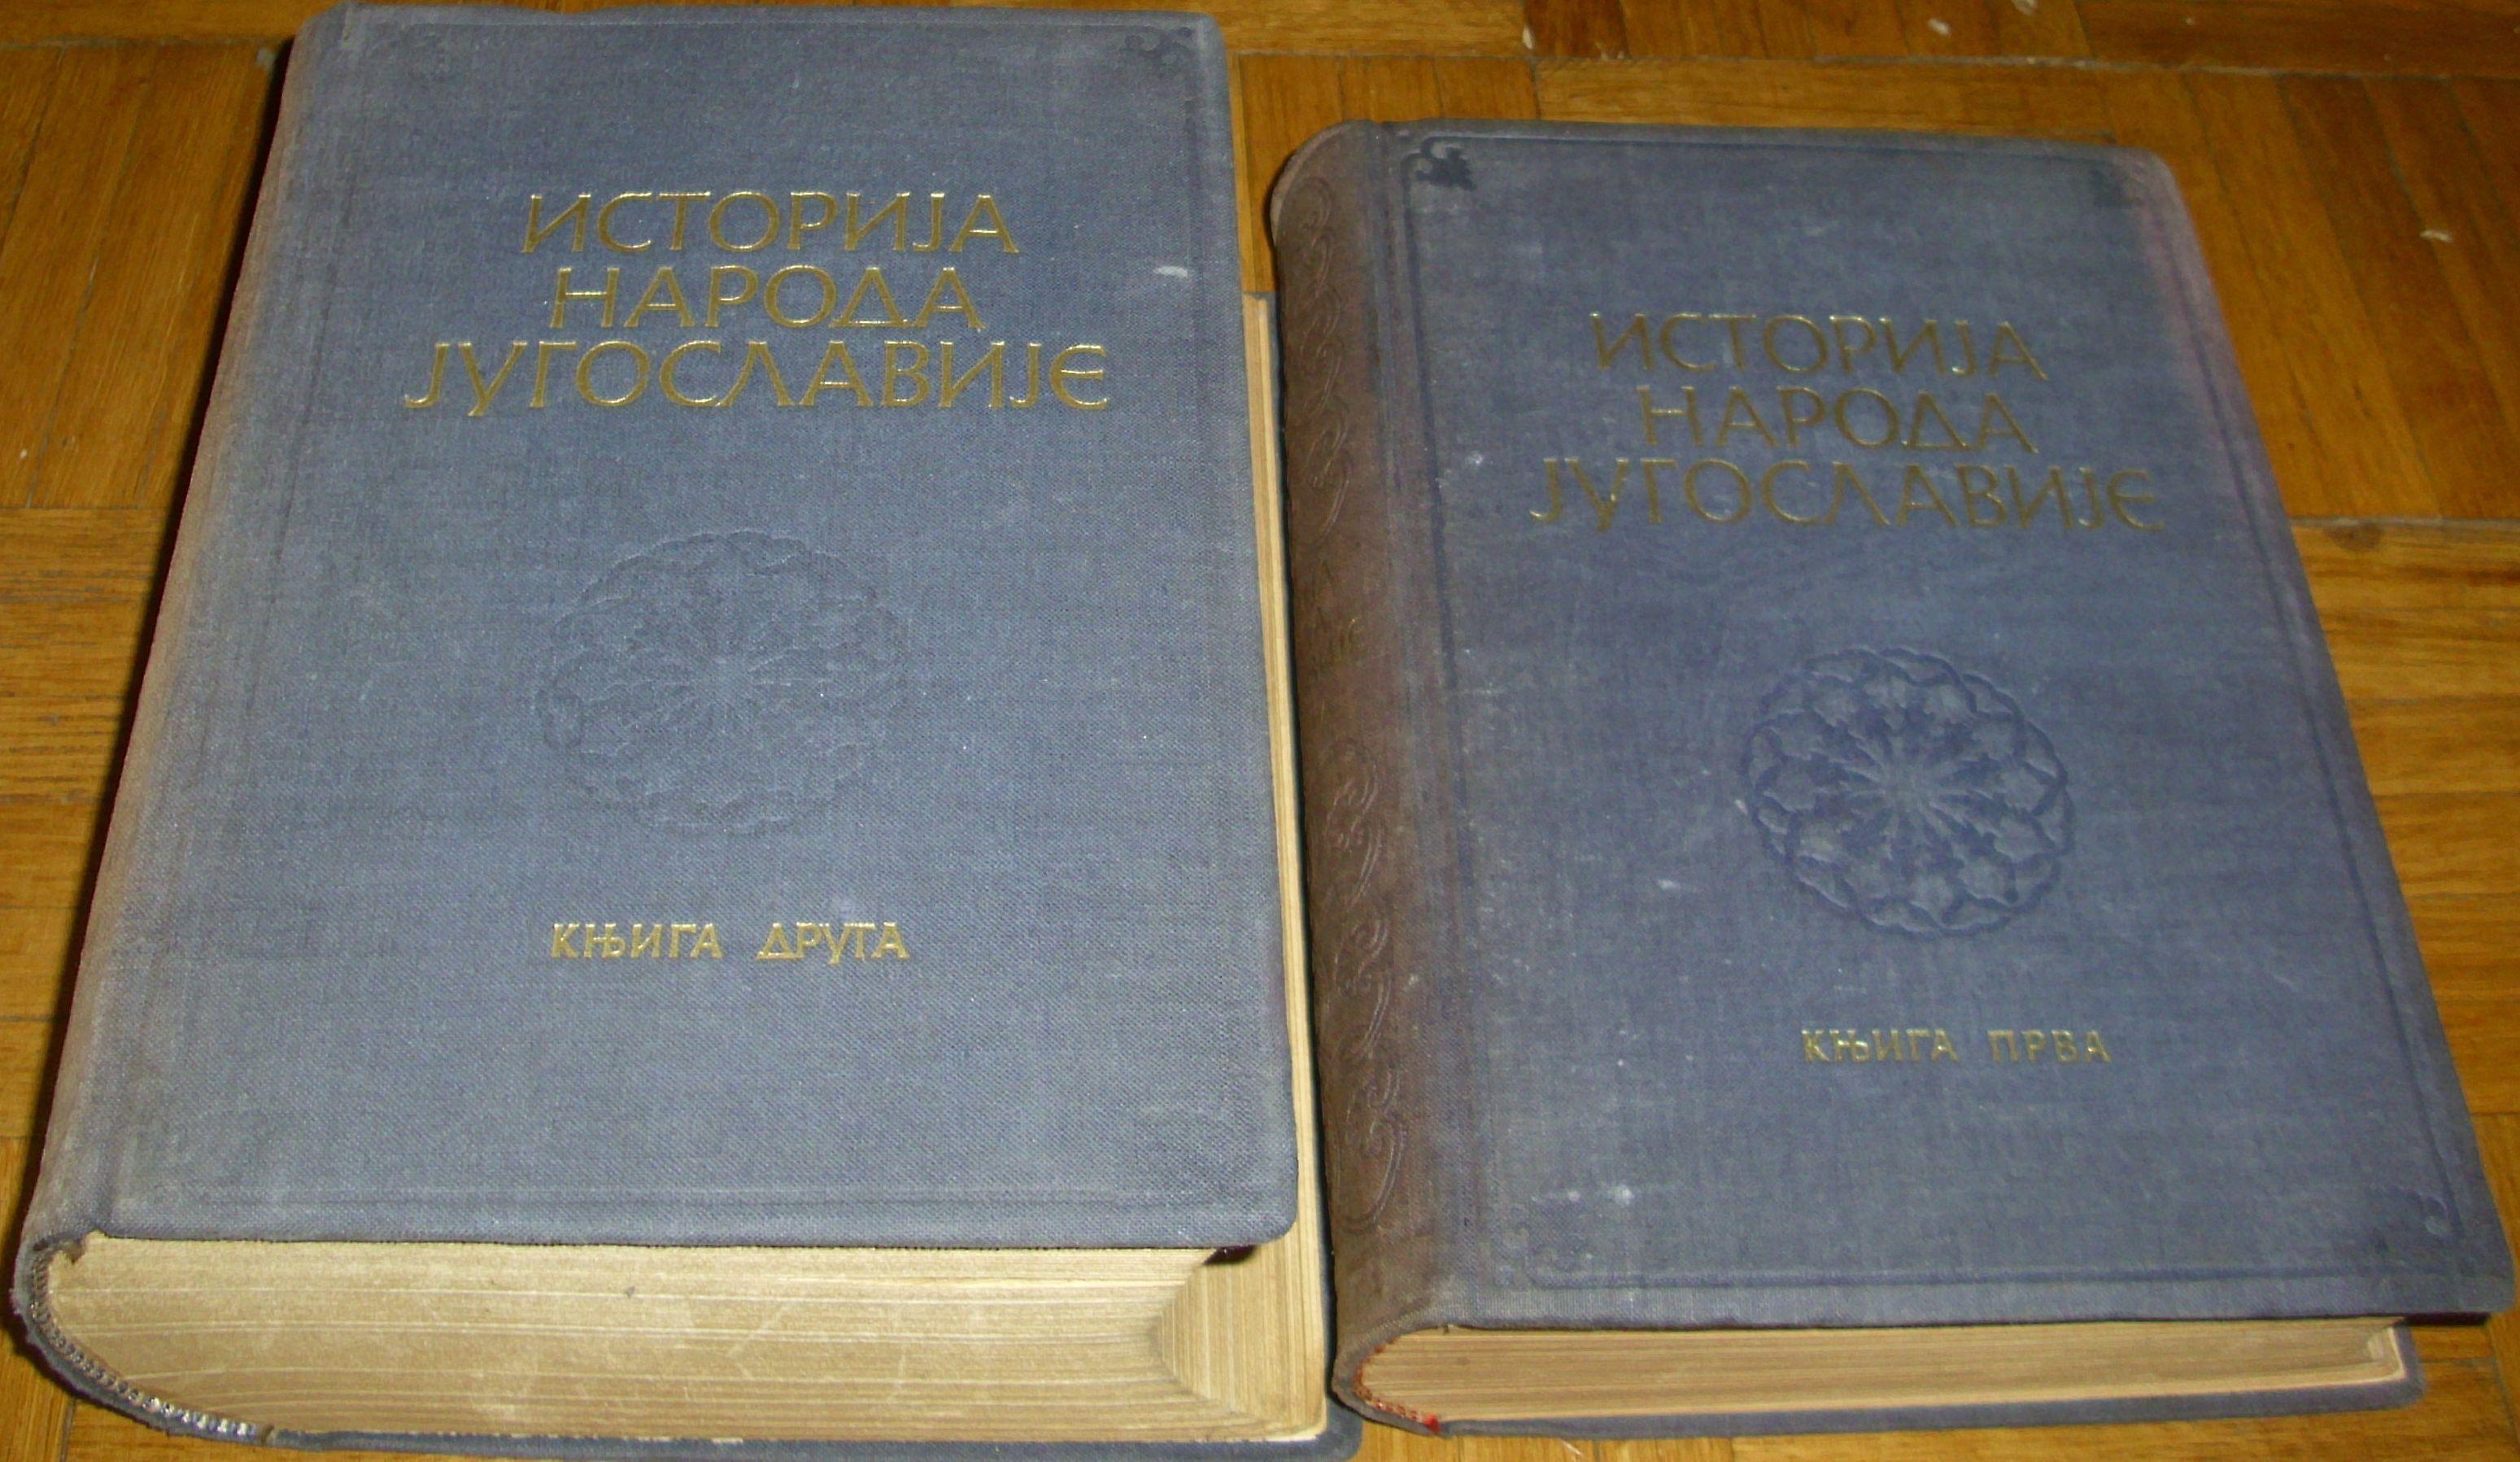 ИСТОРИЈА
НАРОДА
ЈУГОСЛАВИЈЕ
КЊИГА ДРУГА
ИСТОРИЈА
НАРОДА
ЈУГОСЛАВИЈЕ
КЊИГА ПРВА